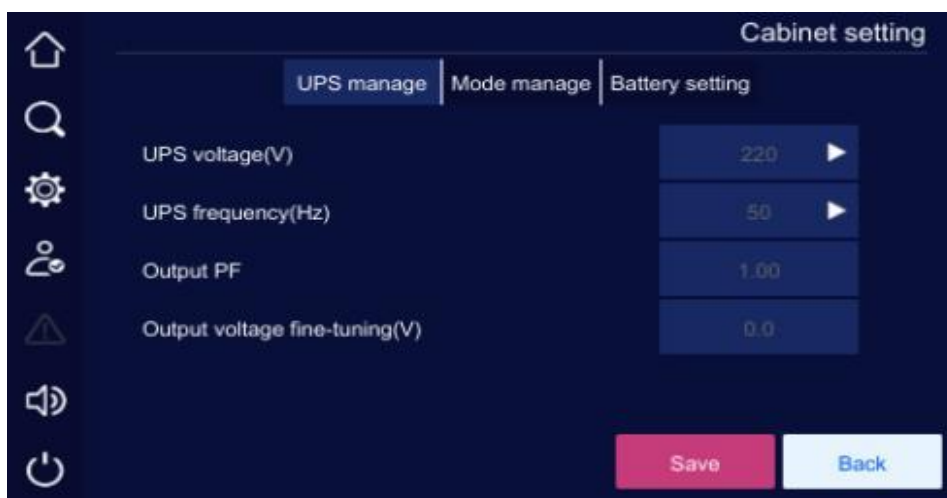 Cabinet setting
UPS manage Mode manage Battery setting
UPS voltage(V) 220
UPS frequency(Hz) 50
Output PF 1.00
Output voltage fine-tuning(V) 0.0
Save Back